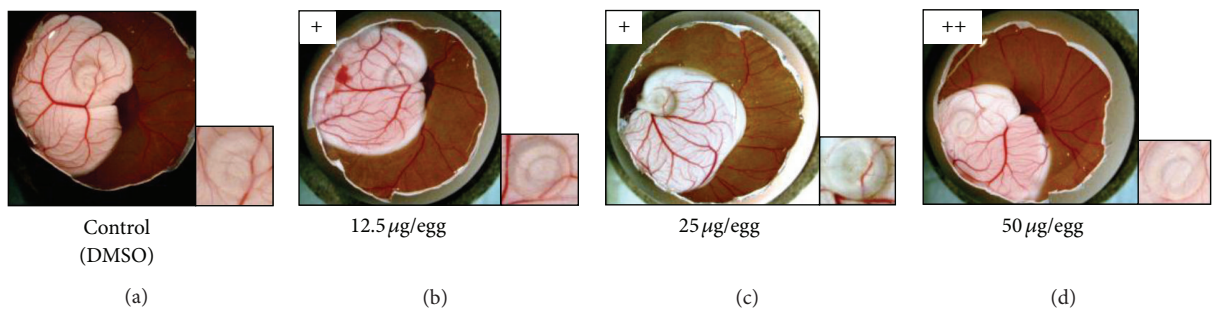 +
+
++
Control
(DMSO)
12.5 μg/egg
25 μg/egg
50 μg/egg
(a)
(b)
(c)
(d)